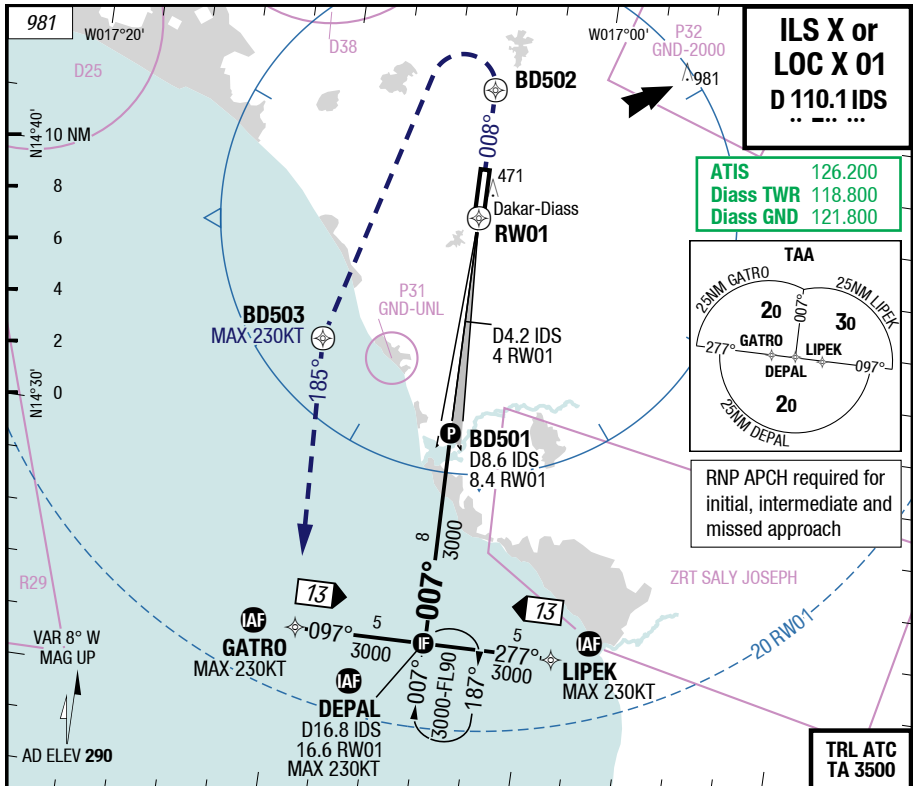 981
W017°20'
D25
D38
W017°00'
P32
GND-2000
981
ILS X or
LOC X 01
D 110.1 IDS
ATIS 126.200
Diass TWR 118.800
Diass GND 121.800
N14°40'
10 NM
8
6
4
2
0
N14°30'
BD502
008°
471
Dakar-Diass
RW01
P31
GND-UNL
BD503
MAX 230KT
185°
D4.2 IDS
4 RW01
TAA
25NM GATRO
25NM LIPEK
007°
20
30
GATRO
LIPEK
277°
097°
DEPAL
20
25NM DEPAL
BD501
P
D8.6 IDS
8.4 RW01
RNP APCH required for
initial, intermediate and
missed approach
8
3000
007°
R29
ZRT SALY JOSEPH
20 RW01
13
13
IAF
GATRO
MAX 230KT
097°
5
3000
IF
5
277°
3000
IAF
LIPEK
MAX 230KT
IAF
DEPAL
D16.8 IDS
16.6 RW01
MAX 230KT
007°
3000-FL90
187°
VAR 8° W
MAG UP
AD ELEV 290
TRL ATC
TA 3500